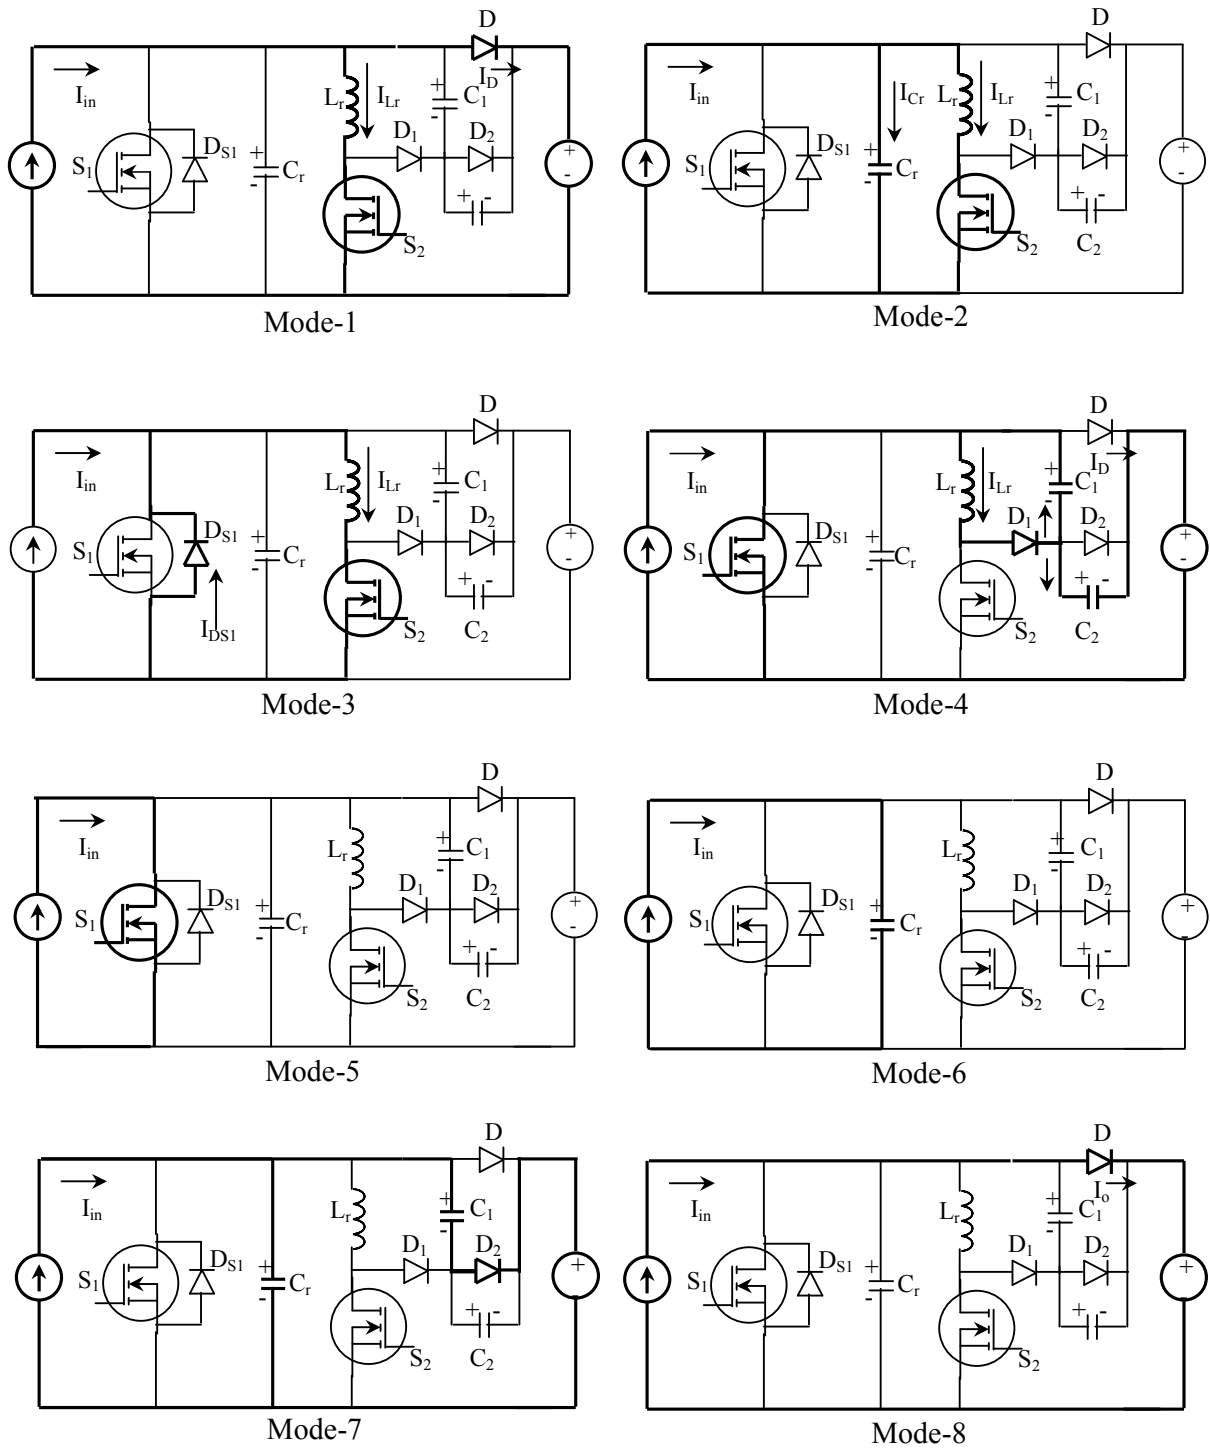 D
I_in
S_1
D_S1
+
-
C_r
L_r
I_Lr
S_2
D_1
D_2
+
-
C_1
I_D
+ -
+
-
Mode-1
D
I_in
S_1
D_S1
I_Cr
+
-
C_r
L_r
I_Lr
S_2
D_1
D_2
+
-
C_1
+ -
C_2
+
-
Mode-2
D
I_in
S_1
D_S1
I_DS1
+
-
C_r
L_r
I_Lr
S_2
D_1
D_2
+
-
C_1
+ -
C_2
+
-
Mode-3
D
I_in
S_1
D_S1
+
-
C_r
L_r
I_Lr
S_2
D_1
D_2
+
-
C_1
I_D
+ -
C_2
+
-
Mode-4
D
I_in
S_1
D_S1
+
-
C_r
L_r
S_2
D_1
D_2
+
-
C_1
+ -
C_2
+
-
Mode-5
D
I_in
S_1
D_S1
+
-
C_r
L_r
S_2
D_1
D_2
+
-
C_1
+ -
C_2
+
-
Mode-6
D
I_in
S_1
D_S1
+
-
C_r
L_r
S_2
D_1
D_2
+
-
C_1
+ -
C_2
+
-
Mode-7
D
I_in
S_1
D_S1
+
-
C_r
L_r
S_2
D_1
D_2
+
-
C_1
I_o
+ -
+
-
Mode-8